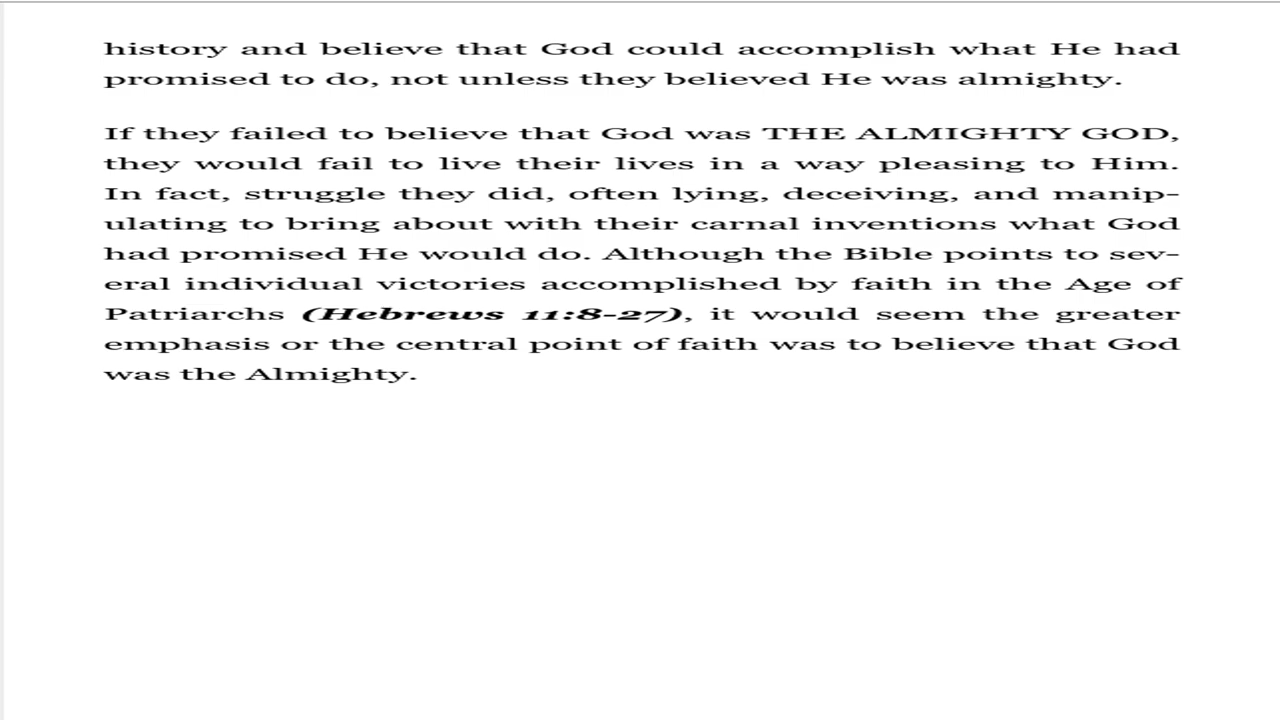 history and believe that God could accomplish what He had
promised to do, not unless they believed He was almighty.
If they failed to believe that God was THE ALMIGHTY GOD,
they would fail to live their lives in a way pleasing to Him.
In fact, struggle they did, often lying, deceiving, and manip-
ulating to bring about with their carnal inventions what God
had promised He would do. Although the Bible points to sev-
eral individual victories accomplished by faith in the Age of
Patriarchs (Hebrews 11:8-27), it would seem the greater
emphasis or the central point of faith was to believe that God
was the Almighty.